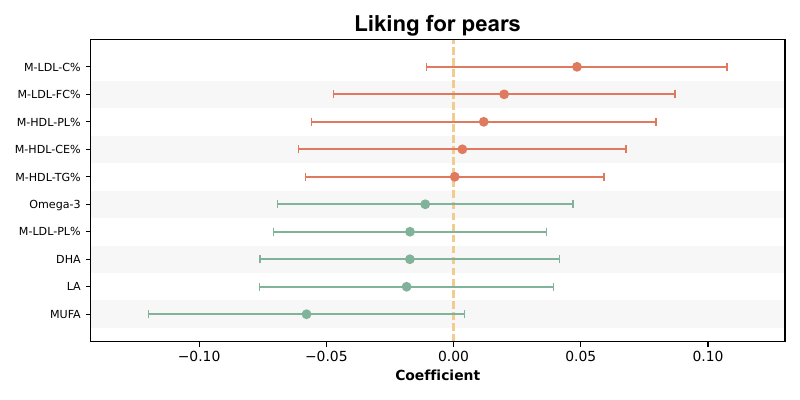 Liking for pears
M-LDL-C%
M-LDL-FC%
M-HDL-PL%
M-HDL-CE%
M-HDL-TG%
Omega-3
M-LDL-PL%
DHA
LA
MUFA
−0.10 −0.05 0.00 0.05 0.10
Coefficient